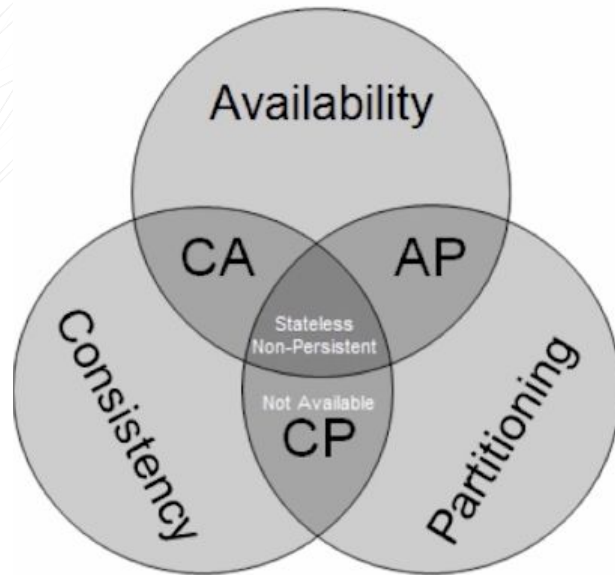 Availability
CA
AP
Stateless
Non-Persistent
Consistency
Not Available
CP
Partitioning